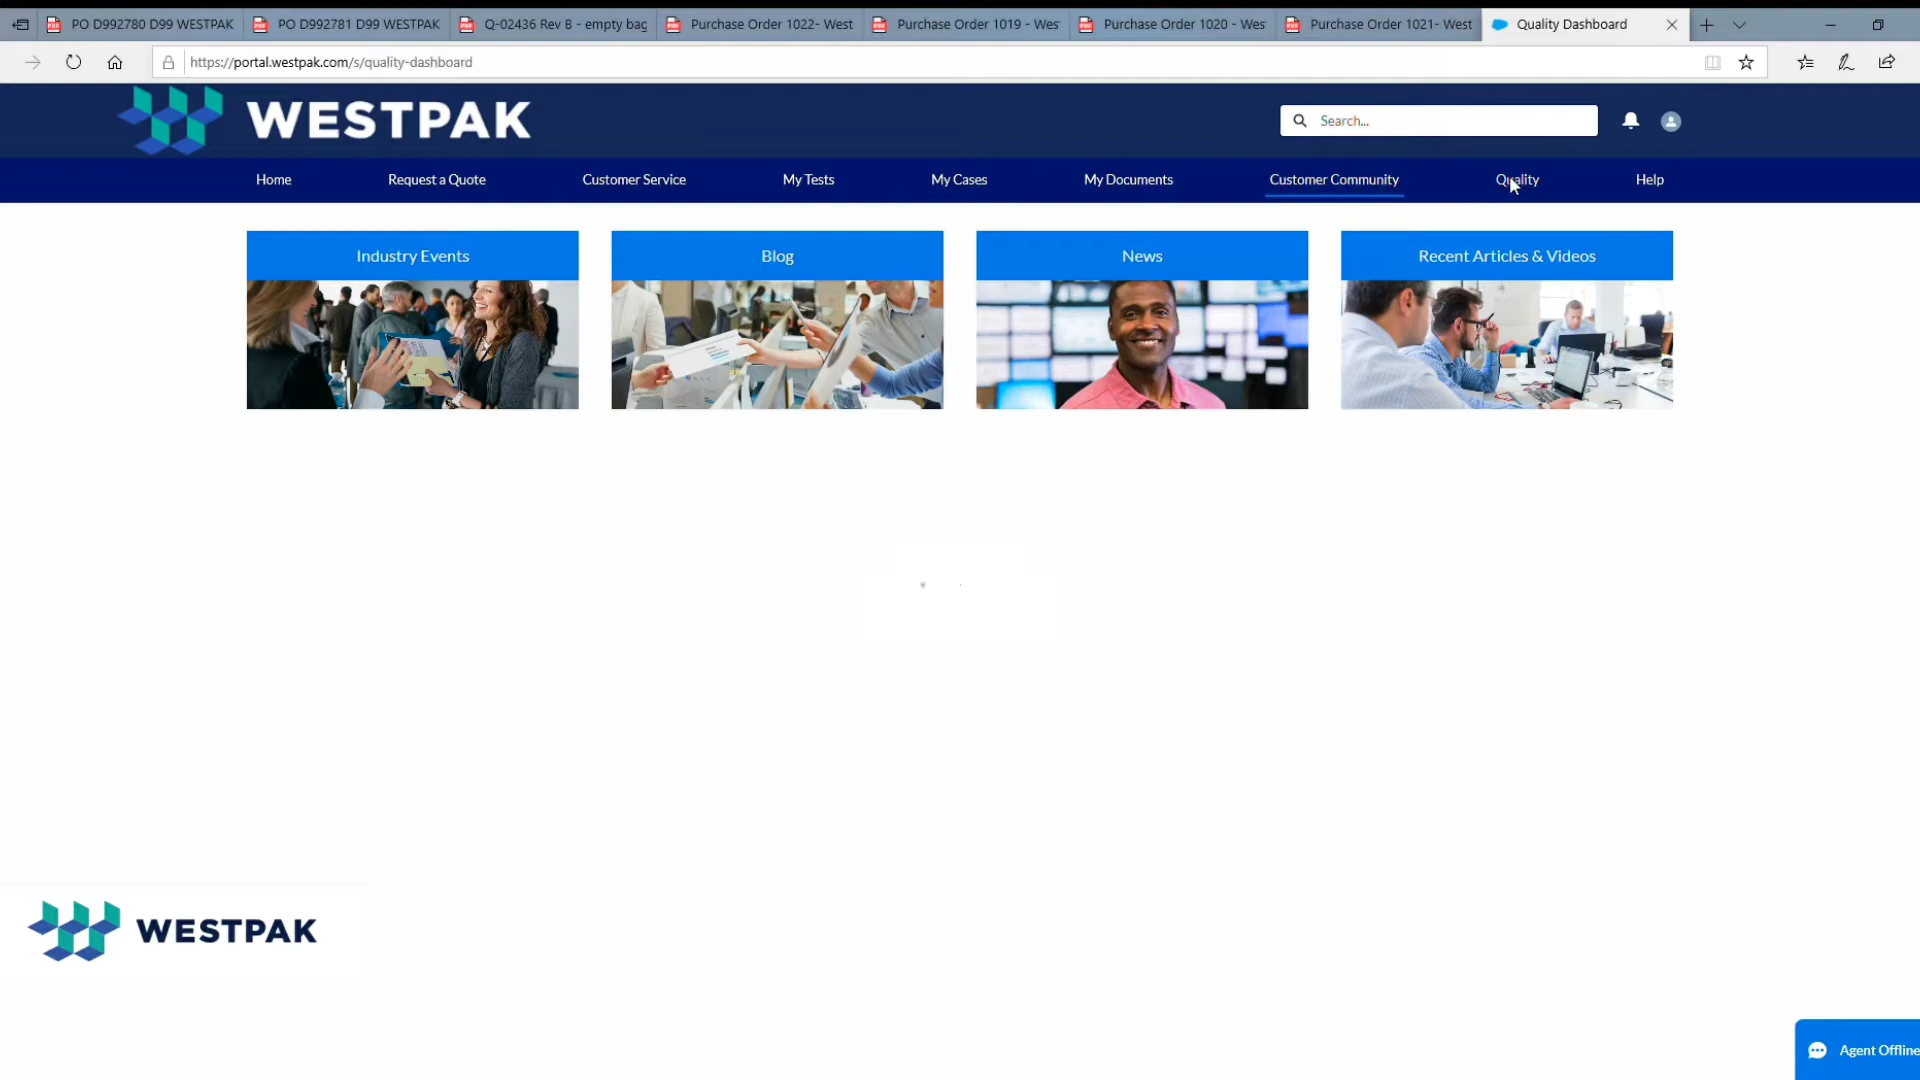 PO D992780 D99 WESTPAK
PO D992781 D99 WESTPAK
Q-02436 Rev B - empty bag
Purchase Order 1022- West
Purchase Order 1019 - Wes
Purchase Order 1020 - Wes
Purchase Order 1021- West
Quality Dashboard
https://portal.westpak.com/s/quality-dashboard
WESTPAK
Search...
Home
Request a Quote
Customer Service
My Tests
My Cases
My Documents
Customer Community
Quality
Help
Industry Events
Blog
News
Recent Articles & Videos
WESTPAK
Agent Offline